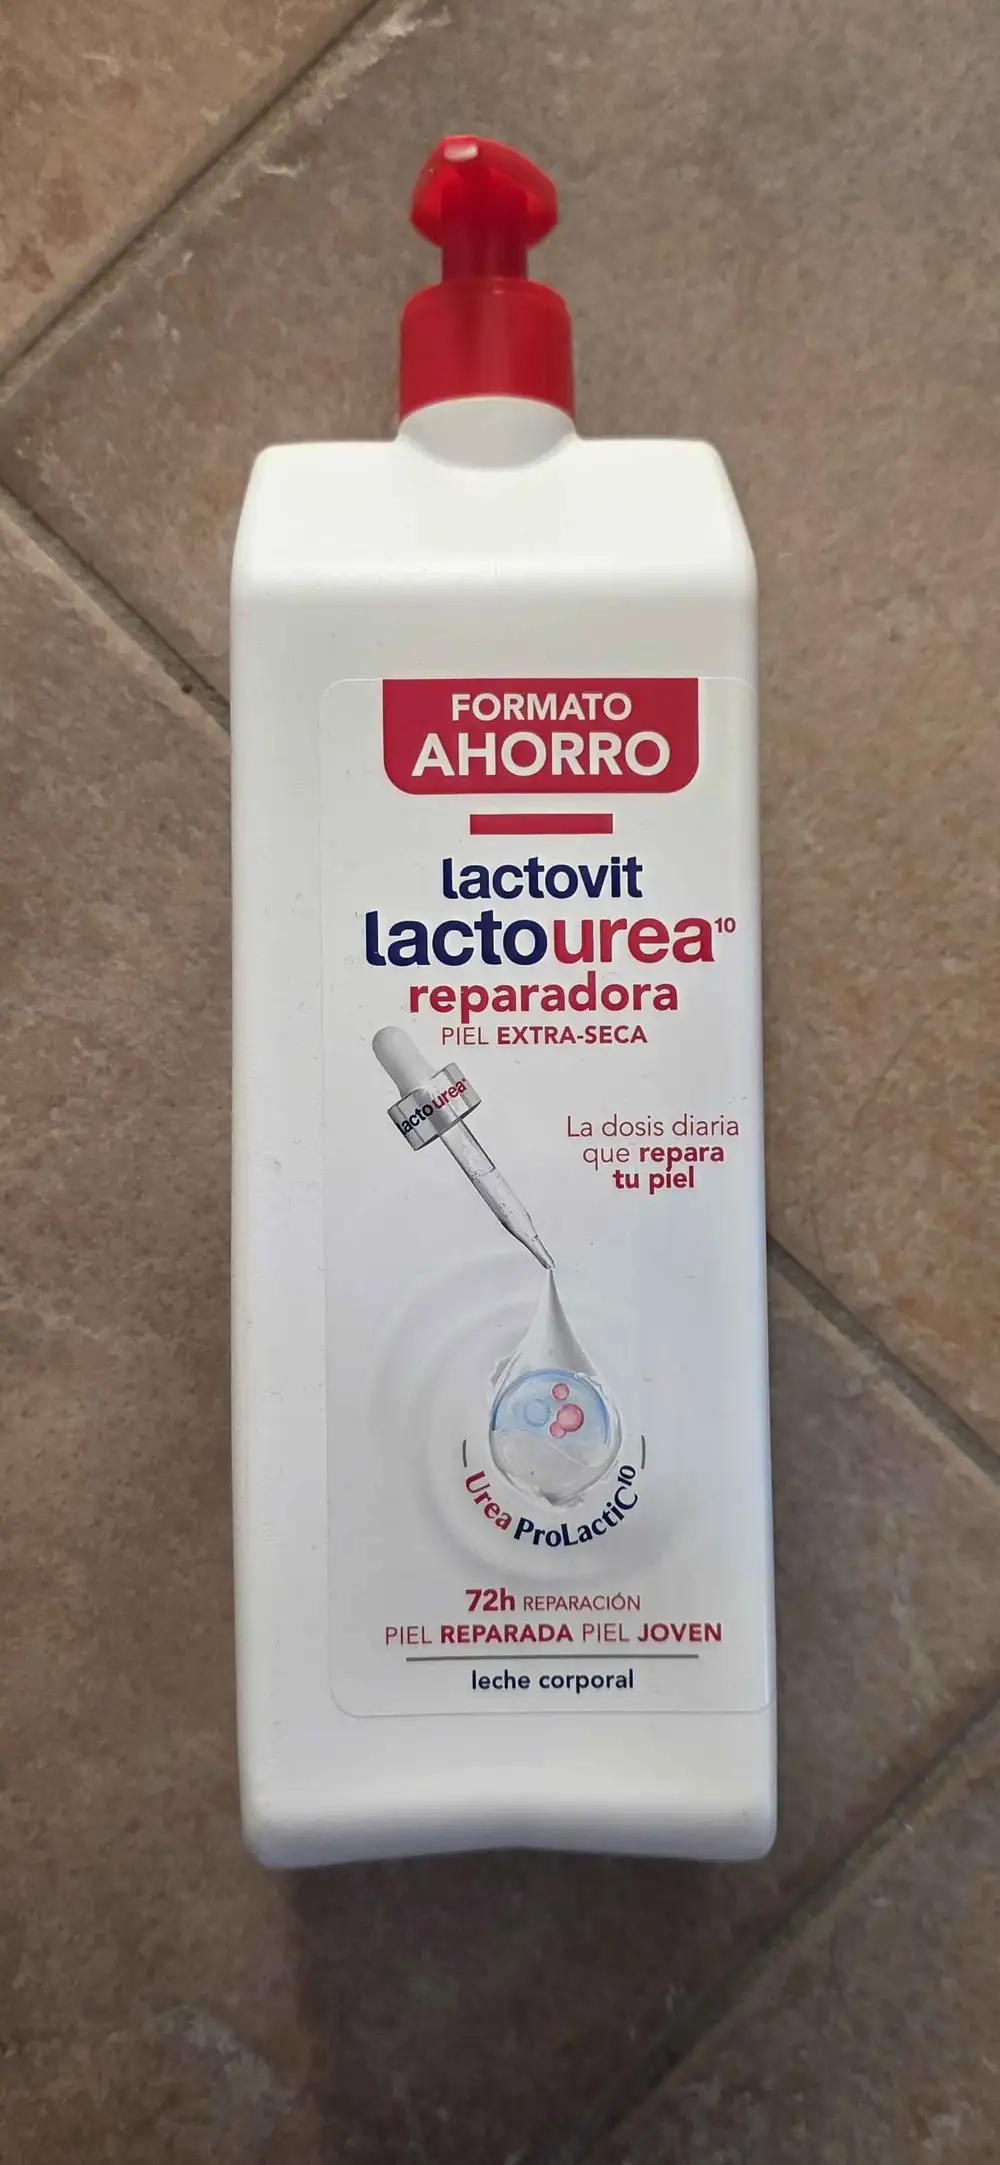 FORMATO
AHORRO
lactovit
lactourea¹⁰
reparadora
PIEL EXTRA-SECA
lactourea
La dosis diaria
que repara
tu piel
Urea ProLactiC¹⁰
72h REPARACIÓN
PIEL REPARADA PIEL JOVEN
leche corporal